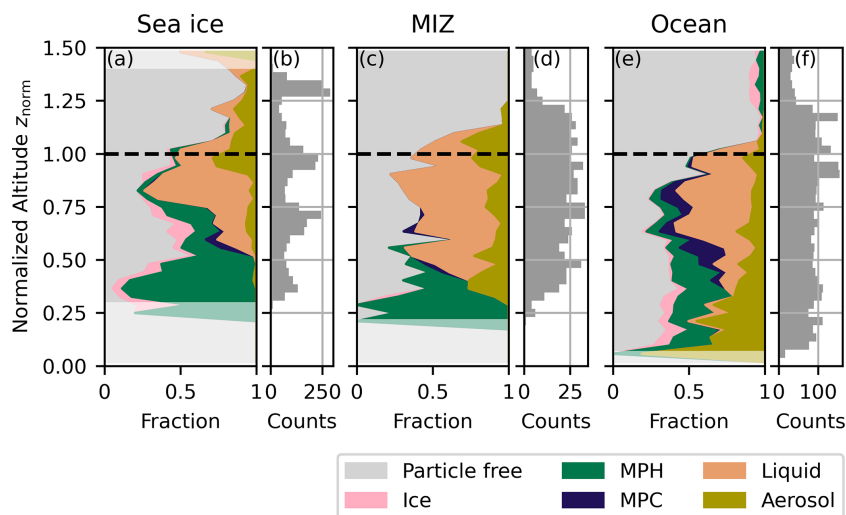 Sea ice MIZ Ocean
(a) (b) (c) (d) (e) (f)
Normalized Altitude z_norm
1.50
1.25
1.00
0.75
0.50
0.25
0.00
0 0.5 1 0 250 0 0.5 1 0 25 0 0.5 1 0 100
Fraction Counts Fraction Counts Fraction Counts
Particle free MPH Liquid
Ice MPC Aerosol